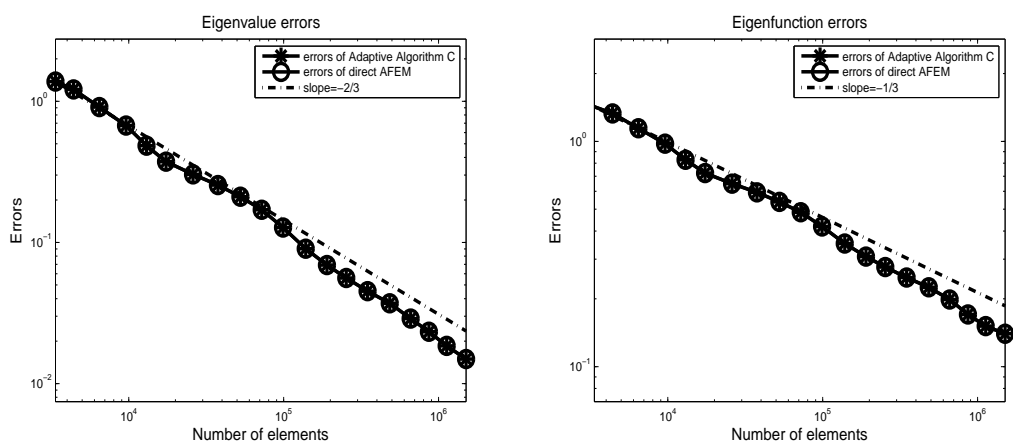 Eigenvalue errors
errors of Adaptive Algorithm C
errors of direct AFEM
slope=−2/3
10^0
10^−1
10^−2
Errors
10^4
10^5
10^6
Number of elements
Eigenfunction errors
errors of Adaptive Algorithm C
errors of direct AFEM
slope=−1/3
10^0
10^−1
Errors
10^4
10^5
10^6
Number of elements